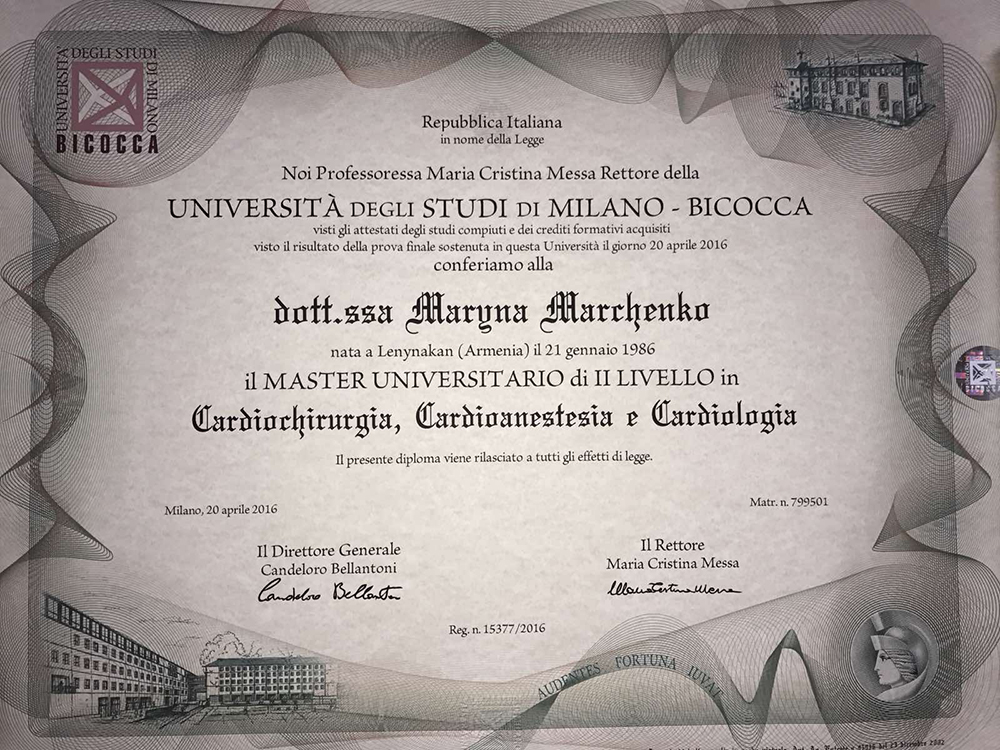 UNIVERSITÀ DEGLI STUDI DI MILANO
BICOCCA
Repubblica Italiana
in nome della Legge
Noi Professoressa Maria Cristina Messa Rettore della
UNIVERSITÀ DEGLI STUDI DI MILANO - BICOCCA
visti gli attestati degli studi compiuti e dei crediti formativi acquisiti
visto il risultato della prova finale sostenuta in questa Università il giorno 20 aprile 2016
conferiamo alla
dott.ssa Maryna Marchenko
nata a Lenynakan (Armenia) il 21 gennaio 1986
il MASTER UNIVERSITARIO di II LIVELLO in
Cardiochirurgia, Cardioanestesia e Cardiologia
Il presente diploma viene rilasciato a tutti gli effetti di legge.
Milano, 20 aprile 2016
Matr. n. 799501
Il Direttore Generale
Candeloro Bellantoni
Candeloro Bellantoni
Il Rettore
Maria Cristina Messa
Reg. n. 15377/2016
AUDENTES FORTUNA IUVAT
dicembre 2002